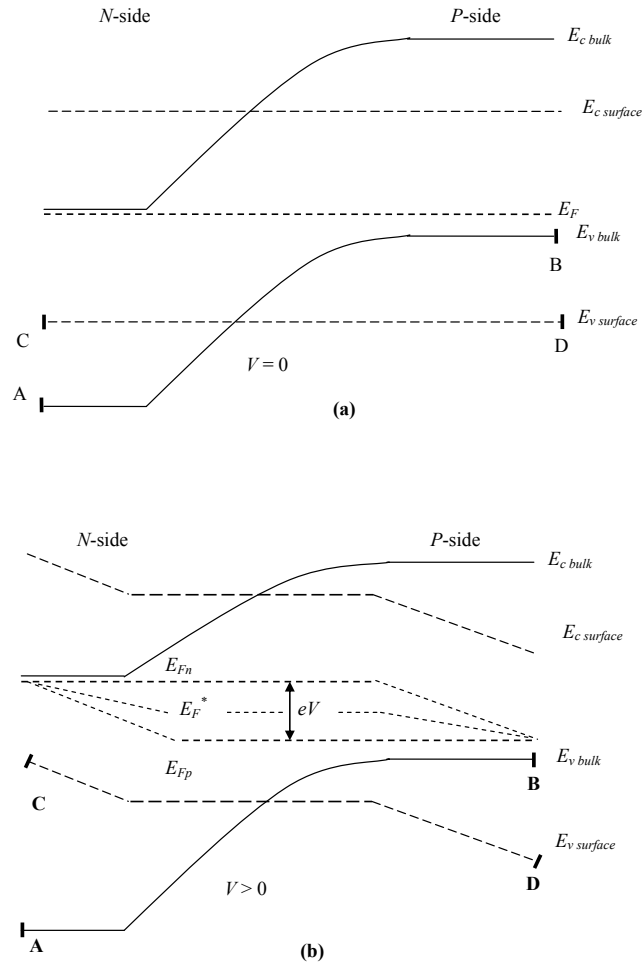 N-side P-side
E_c bulk
E_c surface
E_F
E_v bulk
B
C E_v surface
D
V = 0
A
(a)
N-side P-side
E_c bulk
E_c surface
E_Fn
E_F* eV
E_v bulk
E_Fp B
C
E_v surface
D
V > 0
A
(b)